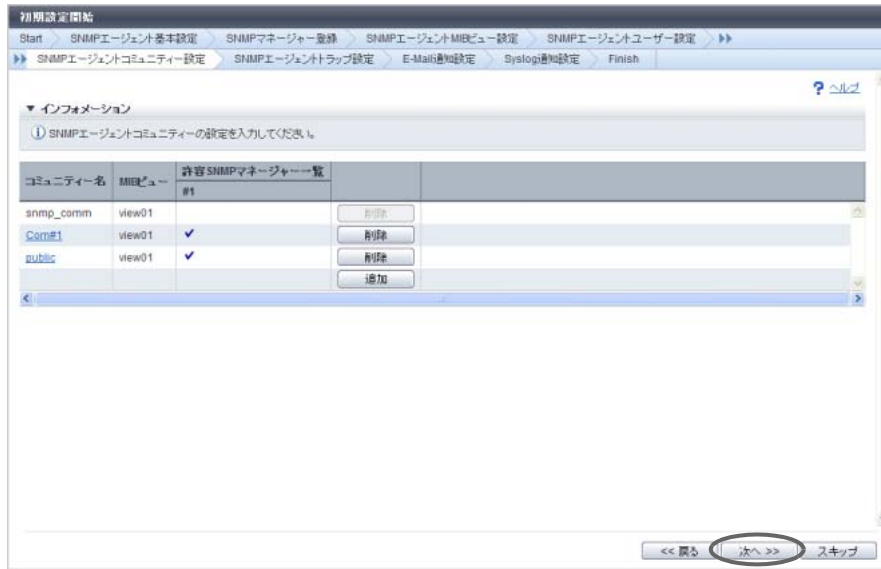 初期設定開始
Start SNMPエージェント基本設定 SNMPマネージャー登録 SNMPエージェントMIBビュー設定 SNMPエージェントユーザー設定
SNMPエージェントコミュニティー設定 SNMPエージェントトラップ設定 E-Mail通知設定 Syslog通知設定 Finish
? ヘルプ
▼ インフォメーション
SNMPエージェントコミュニティーの設定を入力してください。
コミュニティー名 MIBビュー 許容SNMPマネージャー一覧
#1
snmp_comm view01 削除
Com#1 view01 ✔ 削除
public view01 ✔ 削除
追加
<< 戻る 次へ >> スキップ